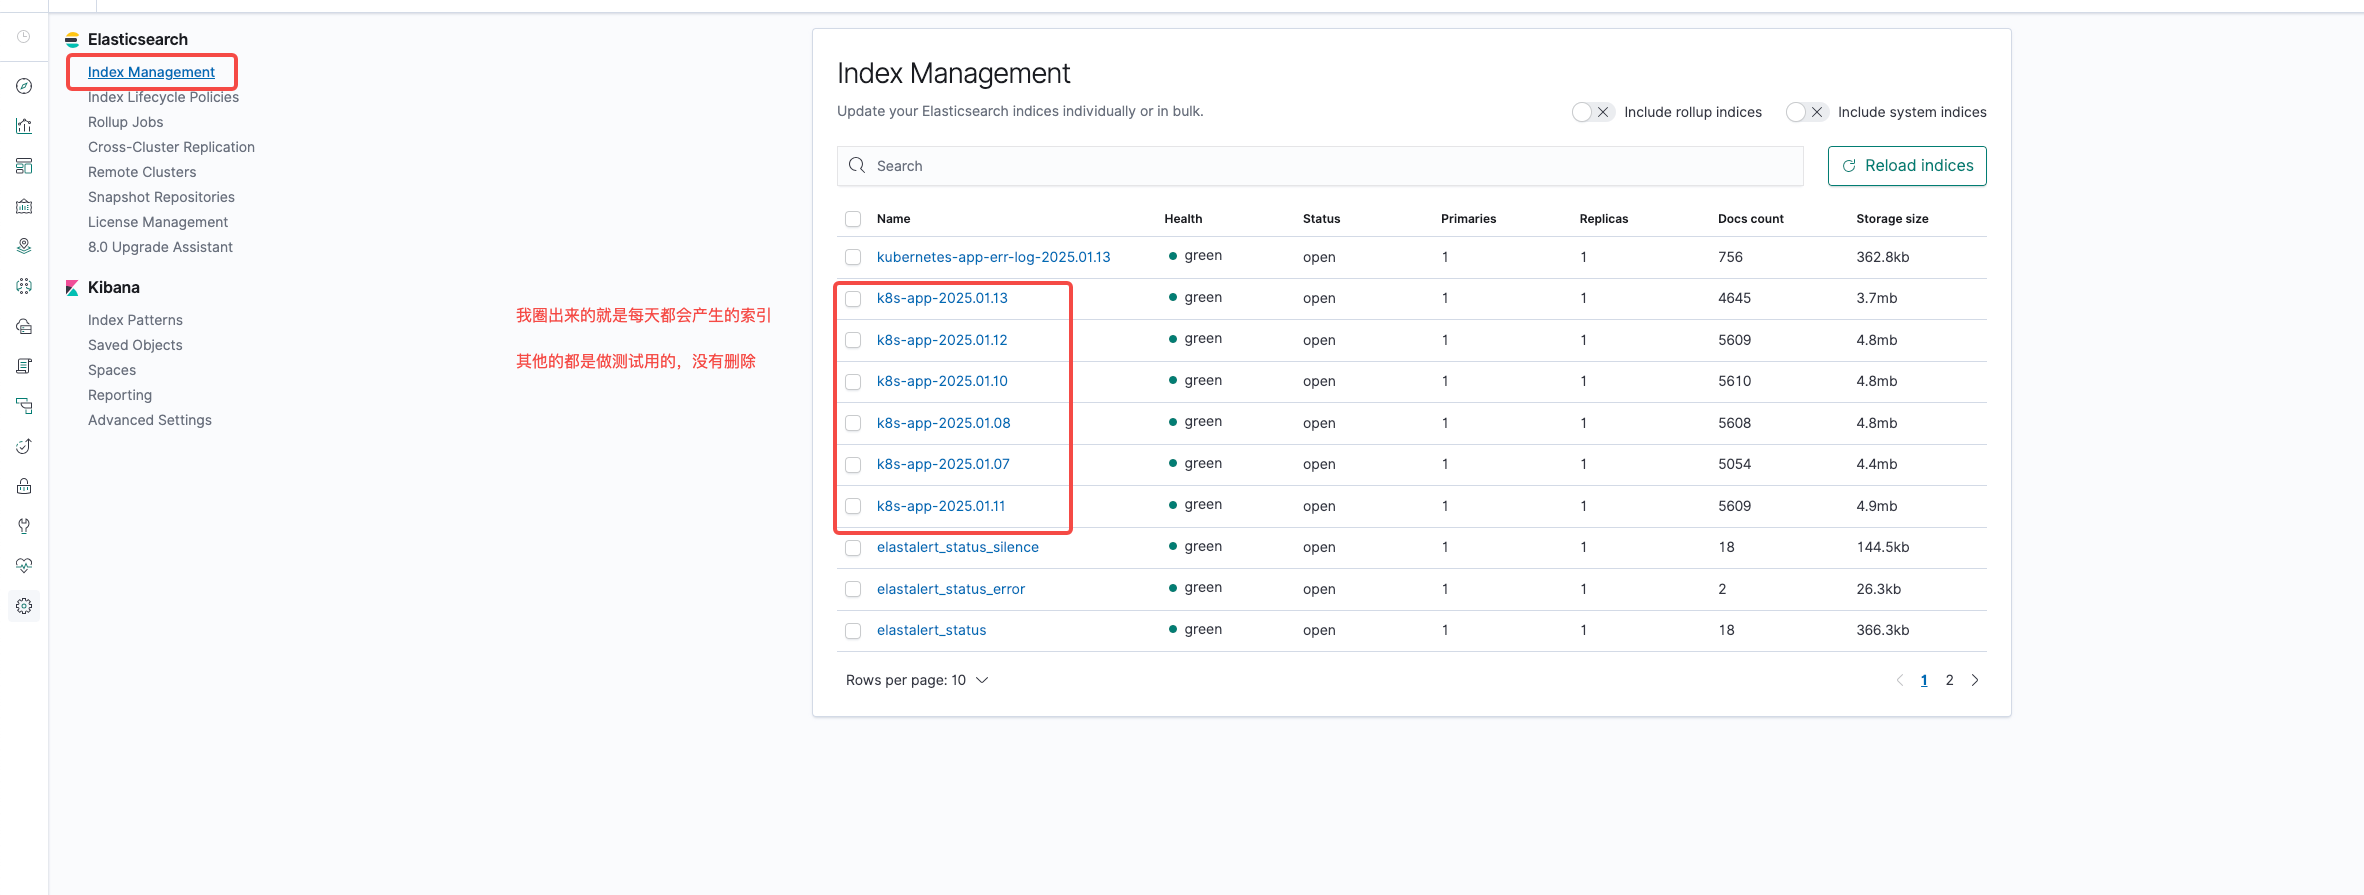 Elasticsearch
Index Management
Index Lifecycle Policies
Rollup Jobs
Cross-Cluster Replication
Remote Clusters
Snapshot Repositories
License Management
8.0 Upgrade Assistant
Kibana
Index Patterns
Saved Objects
Spaces
Reporting
Advanced Settings
我圈出来的就是每天都会产生的索引
其他的都是做测试用的，没有删除
Index Management
Update your Elasticsearch indices individually or in bulk.
Include rollup indices
Include system indices
Search
Reload indices
Name Health Status Primaries Replicas Docs count Storage size
kubernetes-app-err-log-2025.01.13 green open 1 1 756 362.8kb
k8s-app-2025.01.13 green open 1 1 4645 3.7mb
k8s-app-2025.01.12 green open 1 1 5609 4.8mb
k8s-app-2025.01.10 green open 1 1 5610 4.8mb
k8s-app-2025.01.08 green open 1 1 5608 4.8mb
k8s-app-2025.01.07 green open 1 1 5054 4.4mb
k8s-app-2025.01.11 green open 1 1 5609 4.9mb
elastalert_status_silence green open 1 1 18 144.5kb
elastalert_status_error green open 1 1 2 26.3kb
elastalert_status green open 1 1 18 366.3kb
Rows per page: 10
1 2